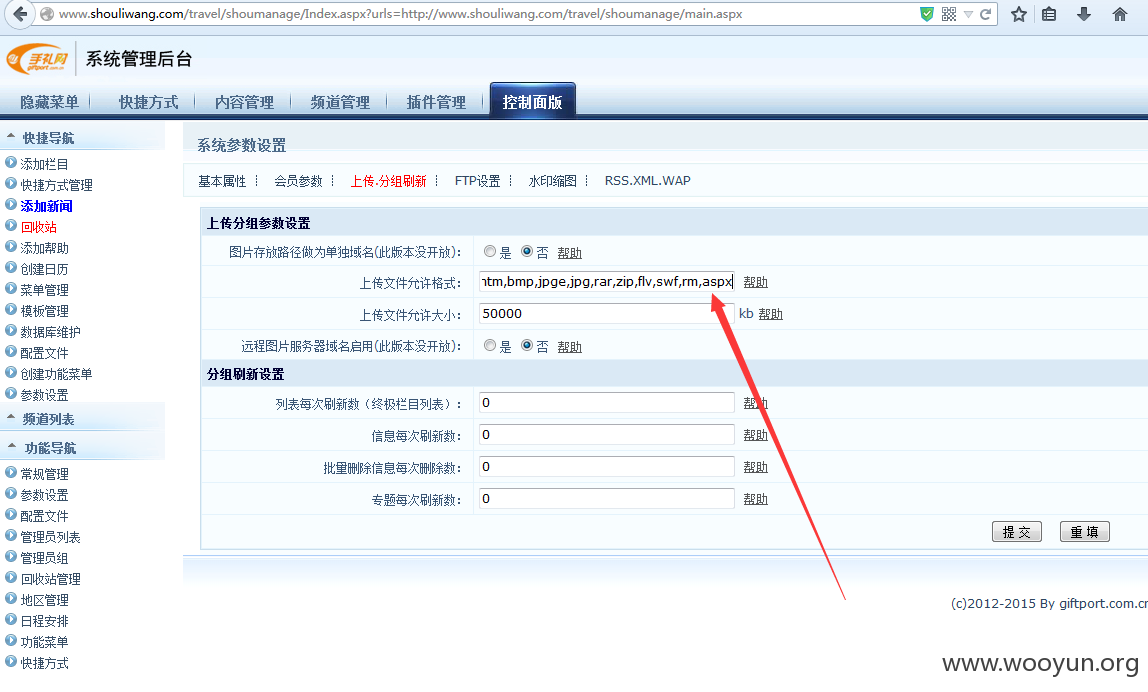 www.shouliwang.com/travel/shoumanage/Index.aspx?urls=http://www.shouliwang.com/travel/shoumanage/main.aspx
手礼网 系统管理后台
giftport.com.cn
隐藏菜单 快捷方式 内容管理 频道管理 插件管理 控制面版
快捷导航
添加栏目
快捷方式管理
添加新闻
回收站
添加帮助
创建日历
菜单管理
模板管理
数据库维护
配置文件
创建功能菜单
参数设置
频道列表
功能导航
常规管理
参数设置
配置文件
管理员列表
管理员组
回收站管理
地区管理
日程安排
功能菜单
快捷方式
系统参数设置
基本属性 会员参数 上传.分组刷新 FTP设置 水印缩图 RSS.XML.WAP
上传分组参数设置
图片存放路径做为单独域名(此版本没开放)： 是 否 帮助
上传文件允许格式： ntm,bmp,jpge,jpg,rar,zip,flv,swf,rm,aspx 帮助
上传文件允许大小： 50000 kb 帮助
远程图片服务器域名启用(此版本没开放)： 是 否 帮助
分组刷新设置
列表每次刷新数（终极栏目列表）： 0 帮助
信息每次刷新数： 0 帮助
批量删除信息每次删除数： 0 帮助
专题每次刷新数： 0 帮助
提 交 重 填
(c)2012-2015 By giftport.com.cn
www.wooyun.org